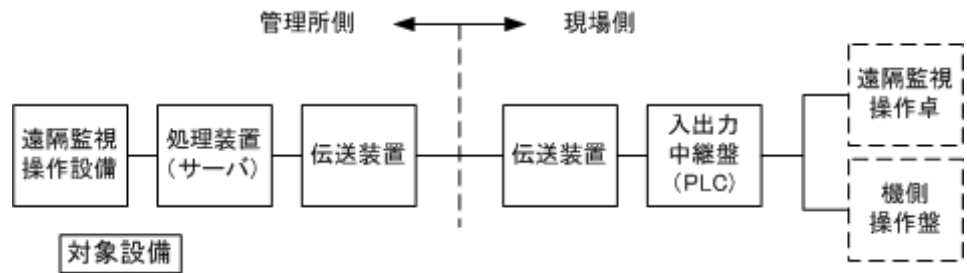 管理所側
現場側
遠隔監視
操作設備
処理装置
(サーバ)
伝送装置
伝送装置
入出力
中継盤
(PLC)
遠隔監視
操作卓
機側
操作盤
対象設備